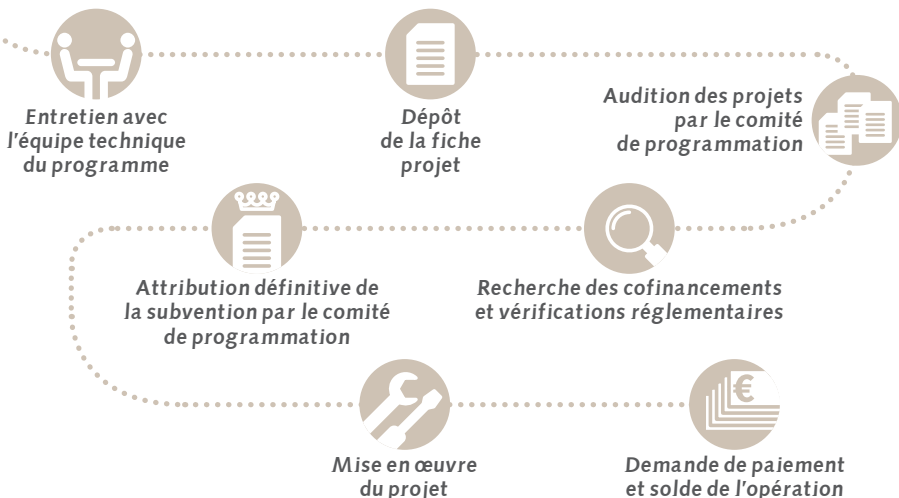 Entretien avec
l'équipe technique
du programme
Dépôt
de la fiche
projet
Audition des projets
par le comité
de programmation
Recherche des cofinancements
et vérifications réglementaires
Attribution définitive de
la subvention par le comité
de programmation
Mise en œuvre
du projet
€
Demande de paiement
et solde de l'opération